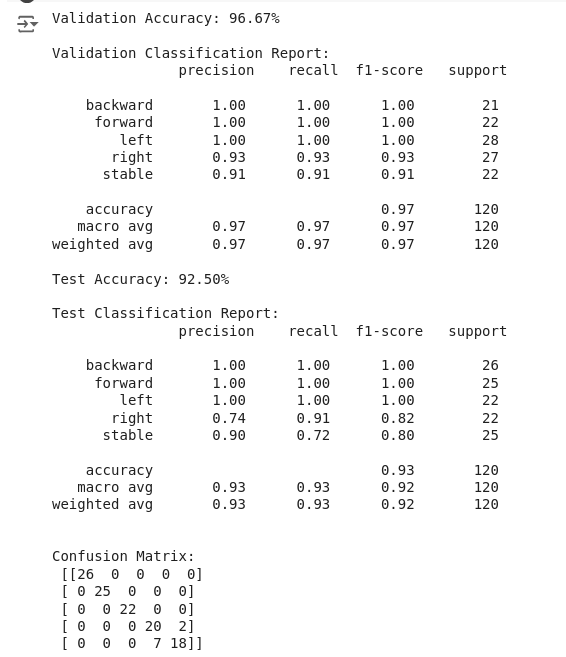 Validation Accuracy: 96.67%
Validation Classification Report:
precision recall f1-score support
backward 1.00 1.00 1.00 21
forward 1.00 1.00 1.00 22
left 1.00 1.00 1.00 28
right 0.93 0.93 0.93 27
stable 0.91 0.91 0.91 22
accuracy 0.97 120
macro avg 0.97 0.97 0.97 120
weighted avg 0.97 0.97 0.97 120
Test Accuracy: 92.50%
Test Classification Report:
precision recall f1-score support
backward 1.00 1.00 1.00 26
forward 1.00 1.00 1.00 25
left 1.00 1.00 1.00 22
right 0.74 0.91 0.82 22
stable 0.90 0.72 0.80 25
accuracy 0.93 120
macro avg 0.93 0.93 0.92 120
weighted avg 0.93 0.93 0.92 120
Confusion Matrix:
[[26 0 0 0 0]
[ 0 25 0 0 0]
[ 0 0 22 0 0]
[ 0 0 0 20 2]
[ 0 0 0 7 18]]